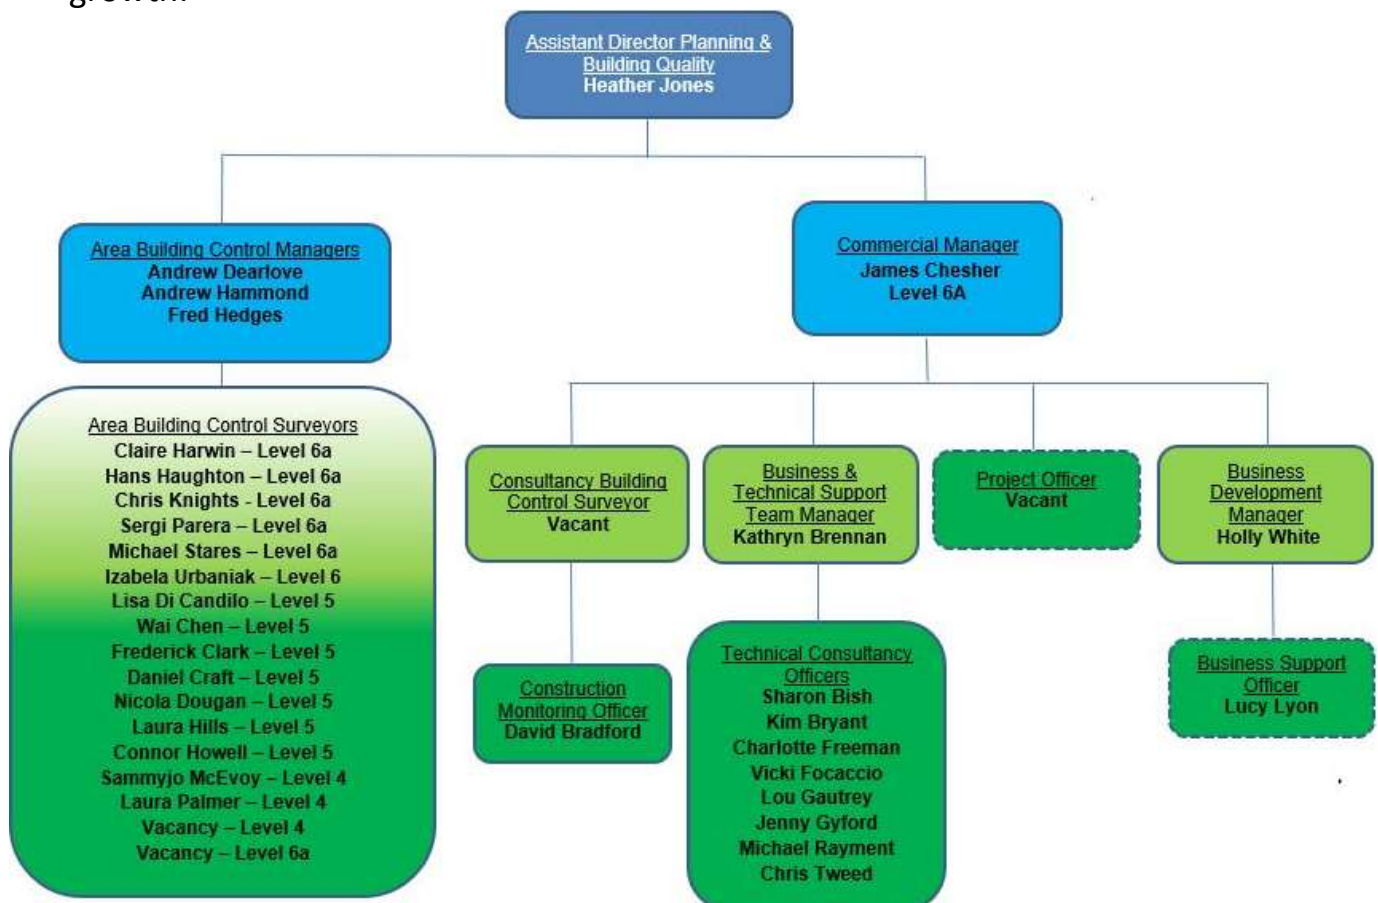 Assistant Director Planning &
Building Quality
Heather Jones
Area Building Control Managers
Andrew Dearlove
Andrew Hammond
Fred Hedges
Commercial Manager
James Chesher
Level 6A
Area Building Control Surveyors
Claire Harwin – Level 6a
Hans Haughton – Level 6a
Chris Knights - Level 6a
Sergi Parera – Level 6a
Michael Stares – Level 6a
Izabela Urbaniak – Level 6
Lisa Di Candilo – Level 5
Wai Chen – Level 5
Frederick Clark – Level 5
Daniel Craft – Level 5
Nicola Dougan – Level 5
Laura Hills – Level 5
Connor Howell – Level 5
Sammyjo McEvoy – Level 4
Laura Palmer – Level 4
Vacancy – Level 4
Vacancy – Level 6a
Consultancy Building
Control Surveyor
Vacant
Business &
Technical Support
Team Manager
Kathryn Brennan
Project Officer
Vacant
Business
Development
Manager
Holly White
Construction
Monitoring Officer
David Bradford
Technical Consultancy
Officers
Sharon Bish
Kim Bryant
Charlotte Freeman
Vicki Focaccio
Lou Gautrey
Jenny Gyford
Michael Rayment
Chris Tweed
Business Support
Officer
Lucy Lyon